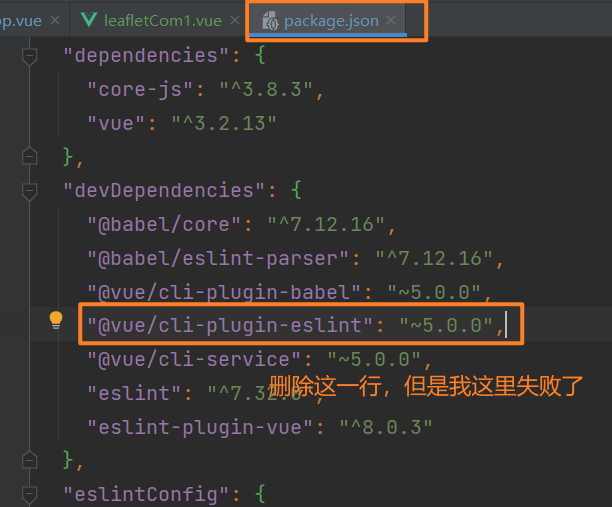 p.vue × leafletCom1.vue × package.json ×
"dependencies": {
"core-js": "^3.8.3",
"vue": "^3.2.13"
},
"devDependencies": {
"@babel/core": "^7.12.16",
"@babel/eslint-parser": "^7.12.16",
"@vue/cli-plugin-babel": "~5.0.0",
"@vue/cli-plugin-eslint": "~5.0.0",
"@vue/cli-service": "~5.0.0",
"eslint": "^7.32.0",
删除这一行，但是我这里失败了
"eslint-plugin-vue": "^8.0.3"
},
"eslintConfig": {